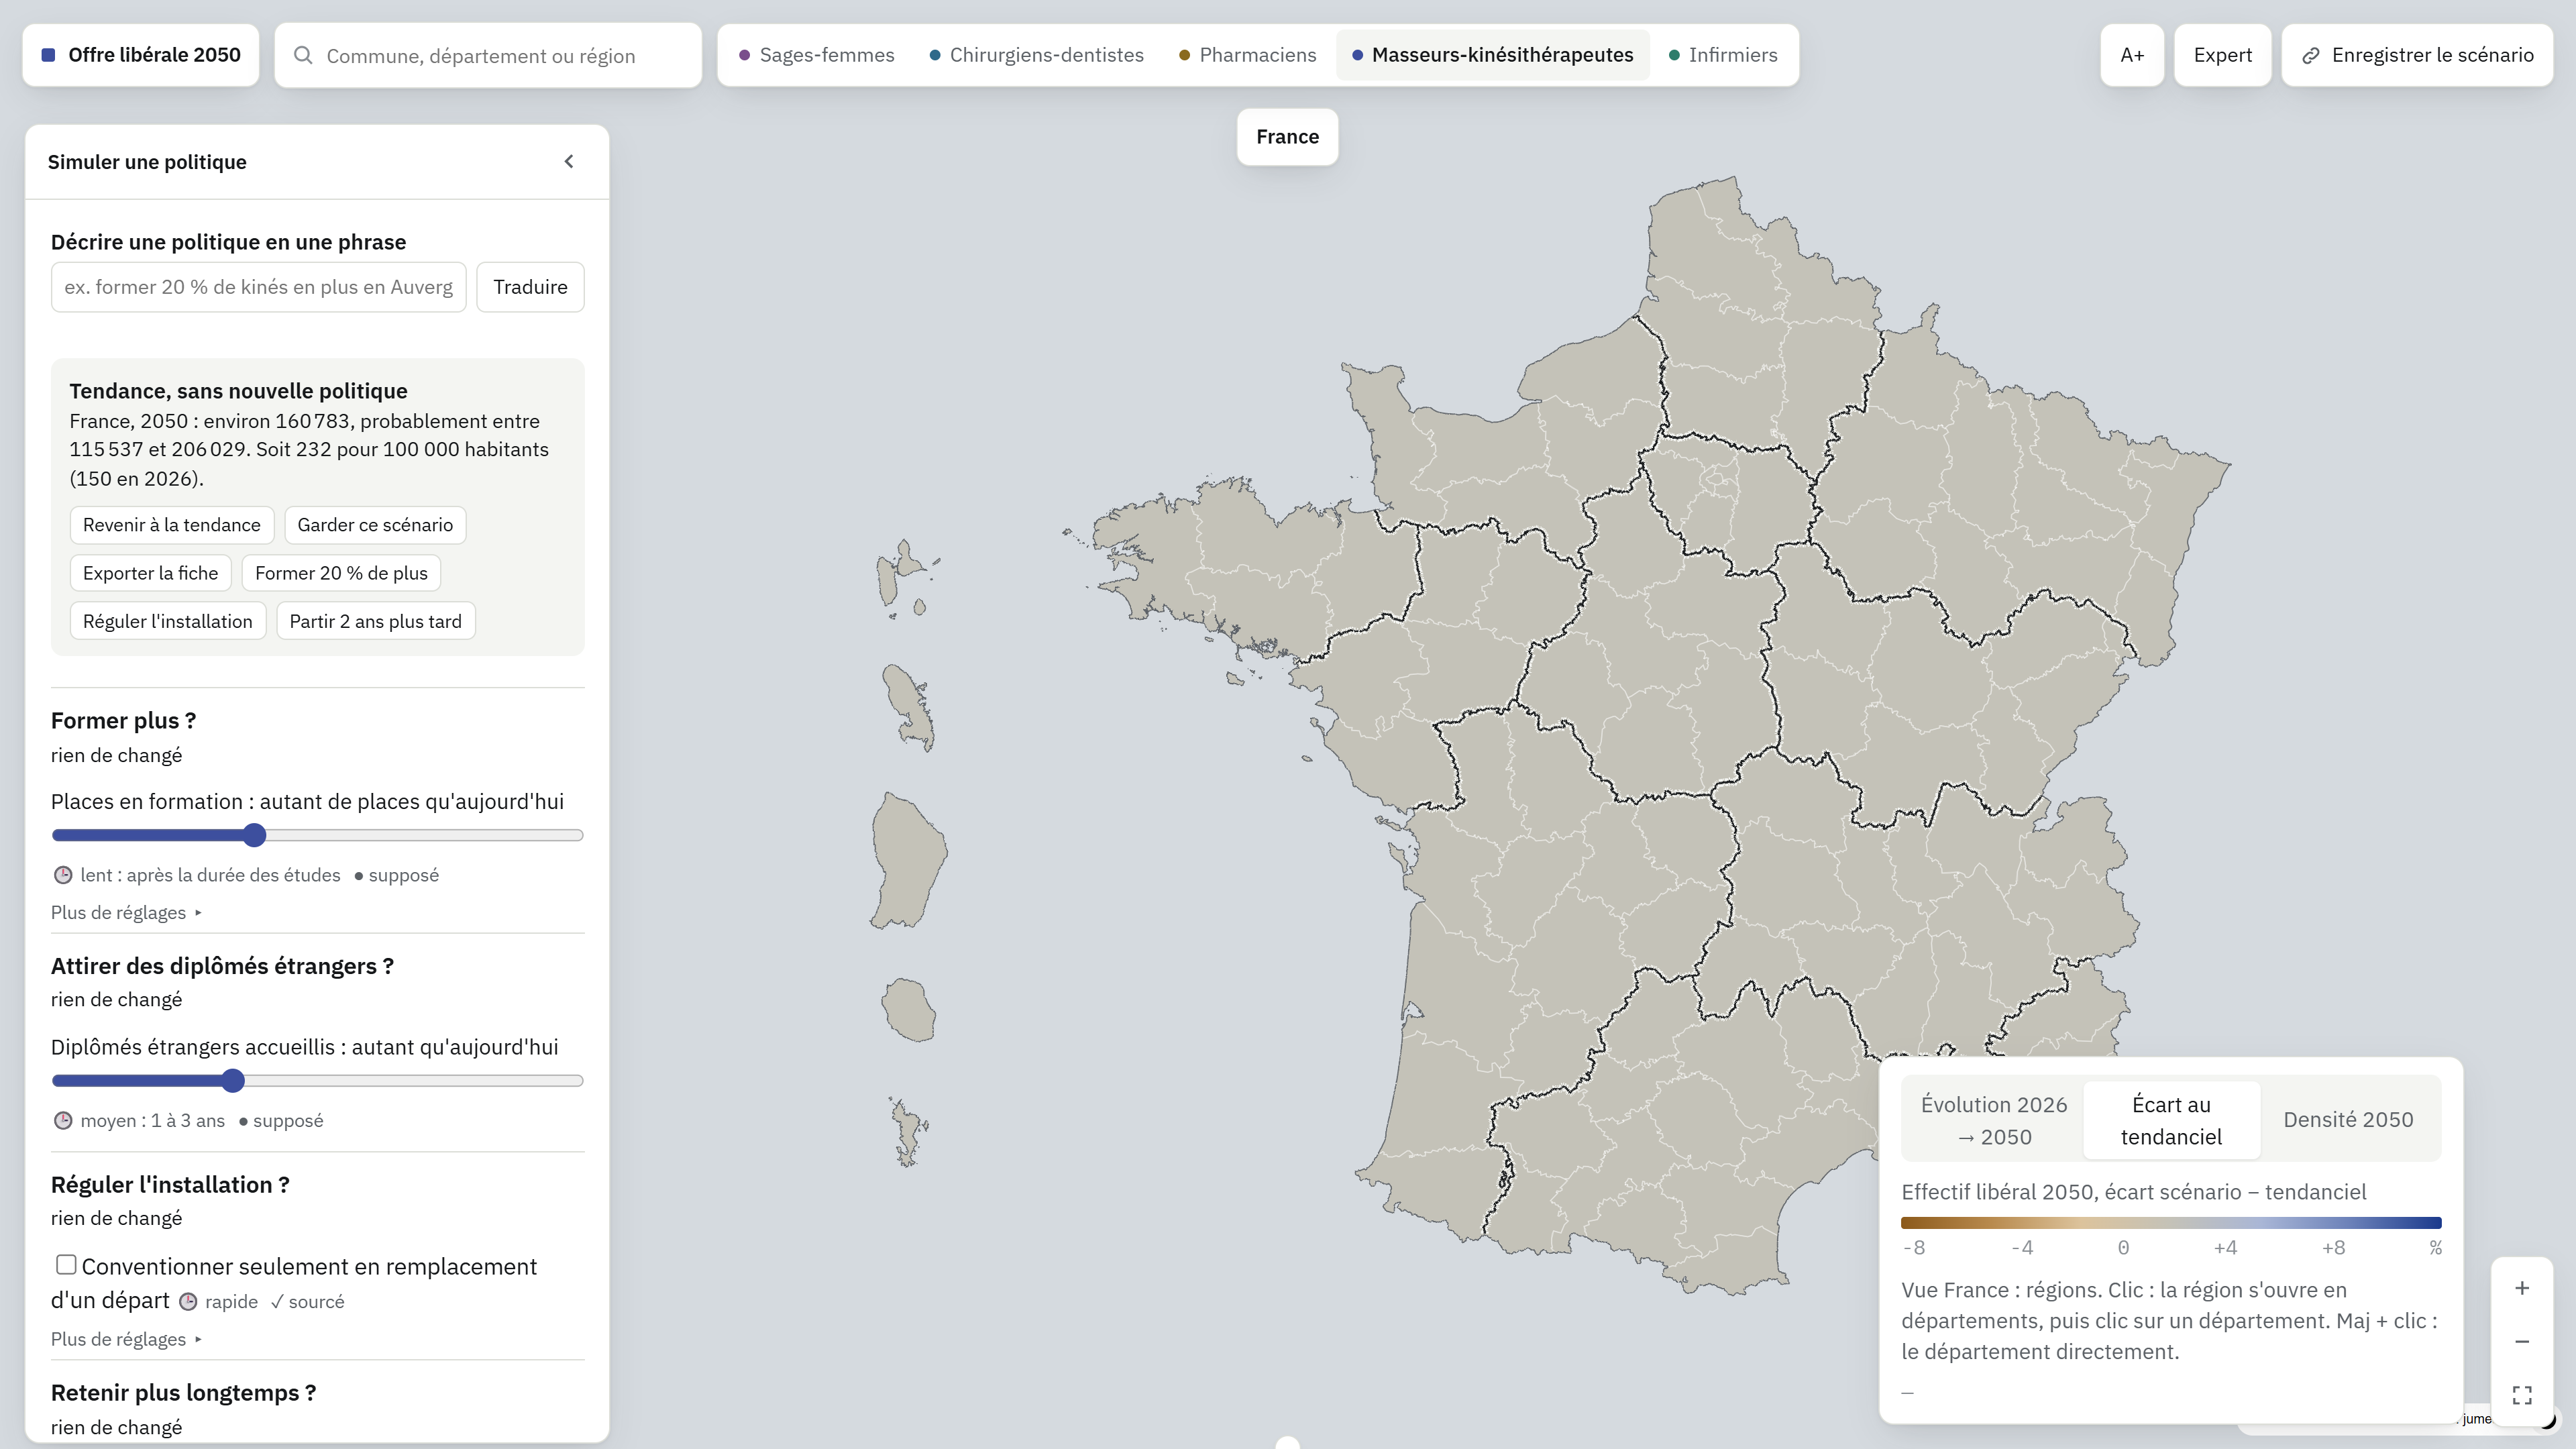 Offre libérale 2050
Commune, département ou région
Sages-femmes
Chirurgiens-dentistes
Pharmaciens
Masseurs-kinésithérapeutes
Infirmiers
A+
Expert
Enregistrer le scénario
France
Simuler une politique
Décrire une politique en une phrase
ex. former 20 % de kinés en plus en Auverg
Traduire
Tendance, sans nouvelle politique
France, 2050 : environ 160 783, probablement entre
115 537 et 206 029. Soit 232 pour 100 000 habitants
(150 en 2026).
Revenir à la tendance
Garder ce scénario
Exporter la fiche
Former 20 % de plus
Réguler l'installation
Partir 2 ans plus tard
Former plus ?
rien de changé
Places en formation : autant de places qu'aujourd'hui
lent : après la durée des études ● supposé
Plus de réglages ▸
Attirer des diplômés étrangers ?
rien de changé
Diplômés étrangers accueillis : autant qu'aujourd'hui
moyen : 1 à 3 ans ● supposé
Réguler l'installation ?
rien de changé
Conventionner seulement en remplacement
d'un départ rapide ✓ sourcé
Plus de réglages ▸
Retenir plus longtemps ?
rien de changé
Évolution 2026
→ 2050
Écart au
tendanciel
Densité 2050
Effectif libéral 2050, écart scénario − tendanciel
-8 -4 0 +4 +8 %
Vue France : régions. Clic : la région s'ouvre en
départements, puis clic sur un département. Maj + clic :
le département directement.
—
+
−